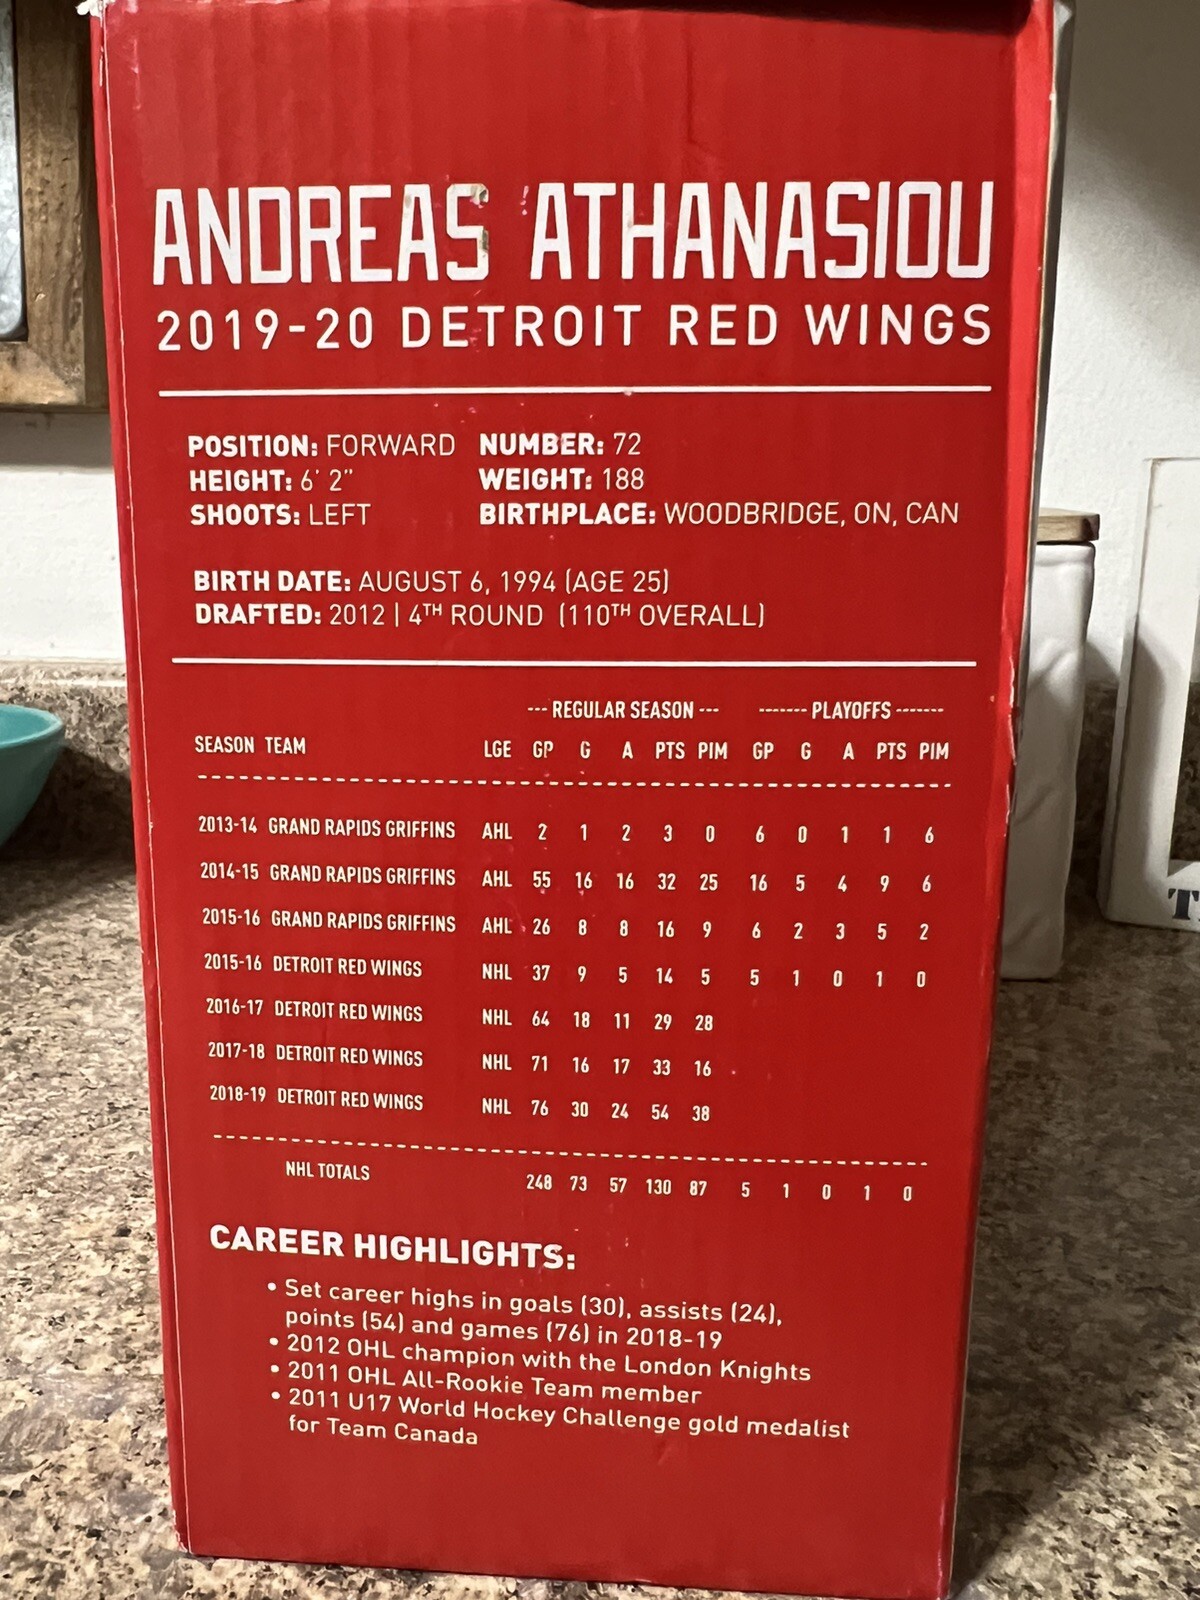 ANDREAS ATHANASIOU
2019-20 DETROIT RED WINGS
POSITION: FORWARD NUMBER: 72
HEIGHT: 6' 2" WEIGHT: 188
SHOOTS: LEFT BIRTHPLACE: WOODBRIDGE, ON, CAN
BIRTH DATE: AUGUST 6, 1994 (AGE 25)
DRAFTED: 2012 | 4TH ROUND (110TH OVERALL)
--- REGULAR SEASON --- ------- PLAYOFFS -------
SEASON TEAM LGE GP G A PTS PIM GP G A PTS PIM
2013-14 GRAND RAPIDS GRIFFINS AHL 2 1 2 3 0 6 0 1 1 6
2014-15 GRAND RAPIDS GRIFFINS AHL 55 16 16 32 25 16 5 4 9 6
2015-16 GRAND RAPIDS GRIFFINS AHL 26 8 8 16 9 6 2 3 5 2
2015-16 DETROIT RED WINGS NHL 37 9 5 14 5 5 1 0 1 0
2016-17 DETROIT RED WINGS NHL 64 18 11 29 28
2017-18 DETROIT RED WINGS NHL 71 16 17 33 16
2018-19 DETROIT RED WINGS NHL 76 30 24 54 38
NHL TOTALS 248 73 57 130 87 5 1 0 1 0
CAREER HIGHLIGHTS:
• Set career highs in goals (30), assists (24),
points (54) and games (76) in 2018-19
• 2012 OHL champion with the London Knights
• 2011 OHL All-Rookie Team member
• 2011 U17 World Hockey Challenge gold medalist
for Team Canada
T